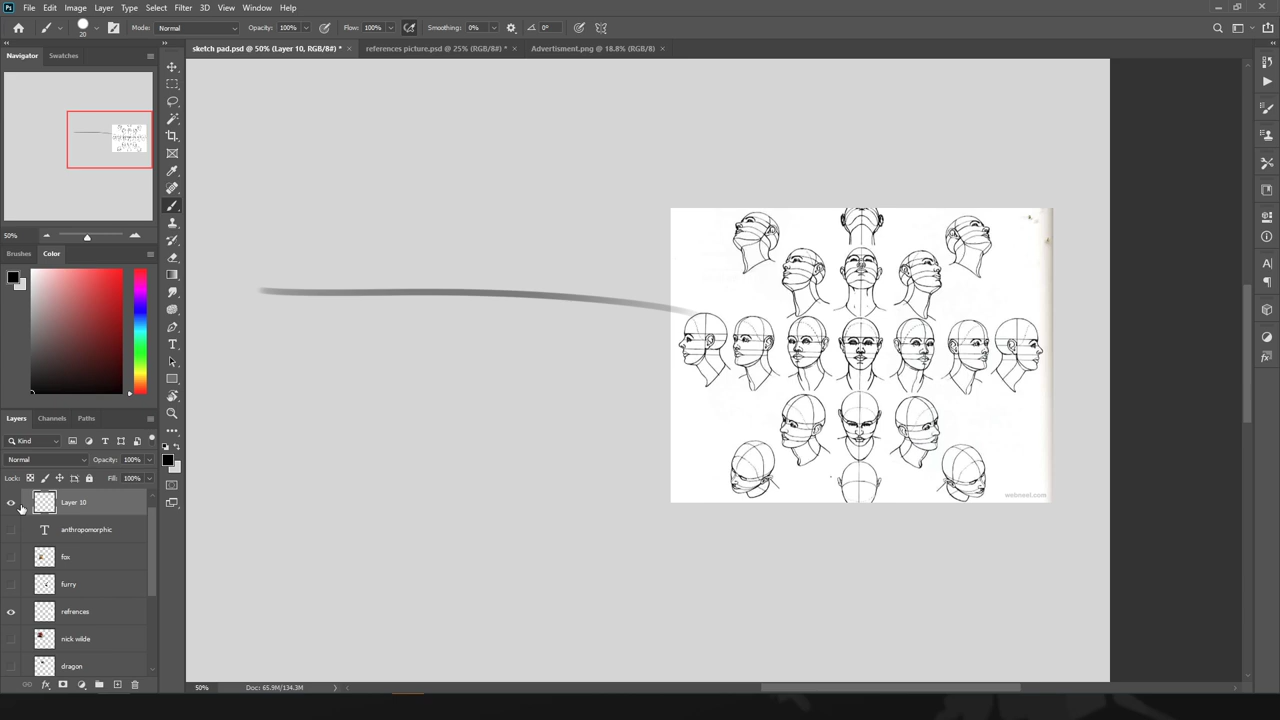 File Edit Image Layer Type Select Filter 3D View Window Help
20 Mode: Normal Opacity: 100% Flow: 100% Smoothing: 0% 0°
Navigator Swatches
sketch pad.psd @ 50% (Layer 10, RGB/8#) * × references picture.psd @ 25% (RGB/8#) * × Advertisment.png @ 18.8% (RGB/8) ×
50%
Brushes Color
Layers Channels Paths
Kind
Normal Opacity: 100%
Lock: Fill: 100%
Layer 10
anthropomorphic
fox
furry
refrences
nick wilde
dragon
webneel.com
50% Doc: 65.9M/134.3M